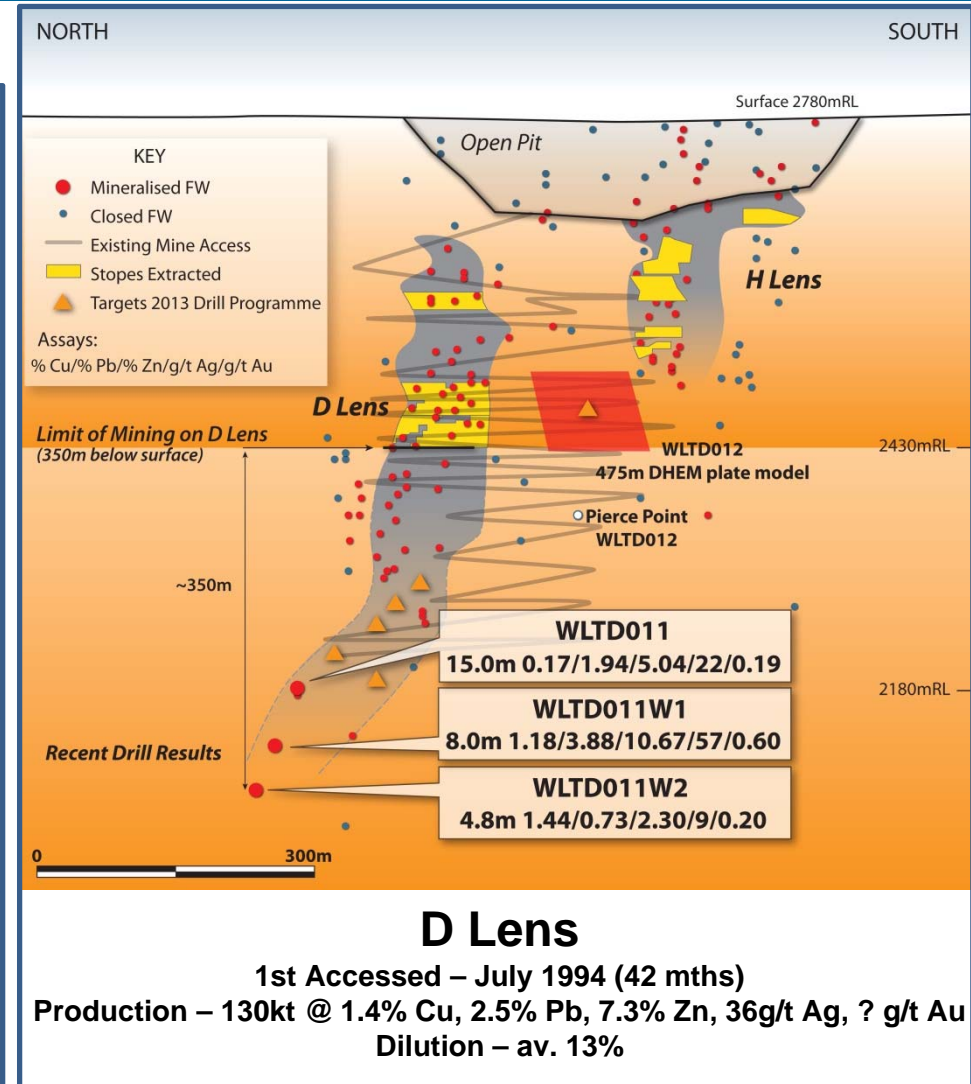 NORTH
SOUTH
Surface 2780mRL
Open Pit
KEY
Mineralised FW
Closed FW
Existing Mine Access
Stopes Extracted
Targets 2013 Drill Programme
Assays:
% Cu/% Pb/% Zn/g/t Ag/g/t Au
H Lens
D Lens
Limit of Mining on D Lens
(350m below surface)
2430mRL
WLTD012
475m DHEM plate model
Pierce Point
WLTD012
~350m
WLTD011
15.0m 0.17/1.94/5.04/22/0.19
2180mRL
WLTD011W1
8.0m 1.18/3.88/10.67/57/0.60
Recent Drill Results
WLTD011W2
4.8m 1.44/0.73/2.30/9/0.20
0
300m
D Lens
1st Accessed – July 1994 (42 mths)
Production – 130kt @ 1.4% Cu, 2.5% Pb, 7.3% Zn, 36g/t Ag, ? g/t Au
Dilution – av. 13%